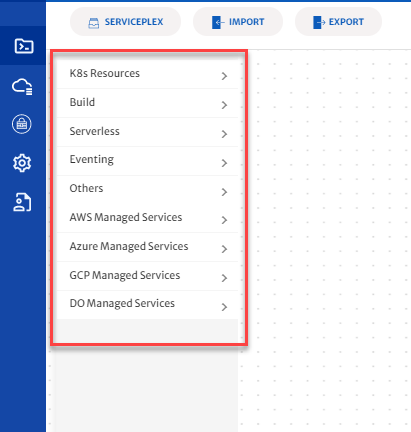 SERVICEPLEX
IMPORT
EXPORT
K8s Resources
Build
Serverless
Eventing
Others
AWS Managed Services
Azure Managed Services
GCP Managed Services
DO Managed Services